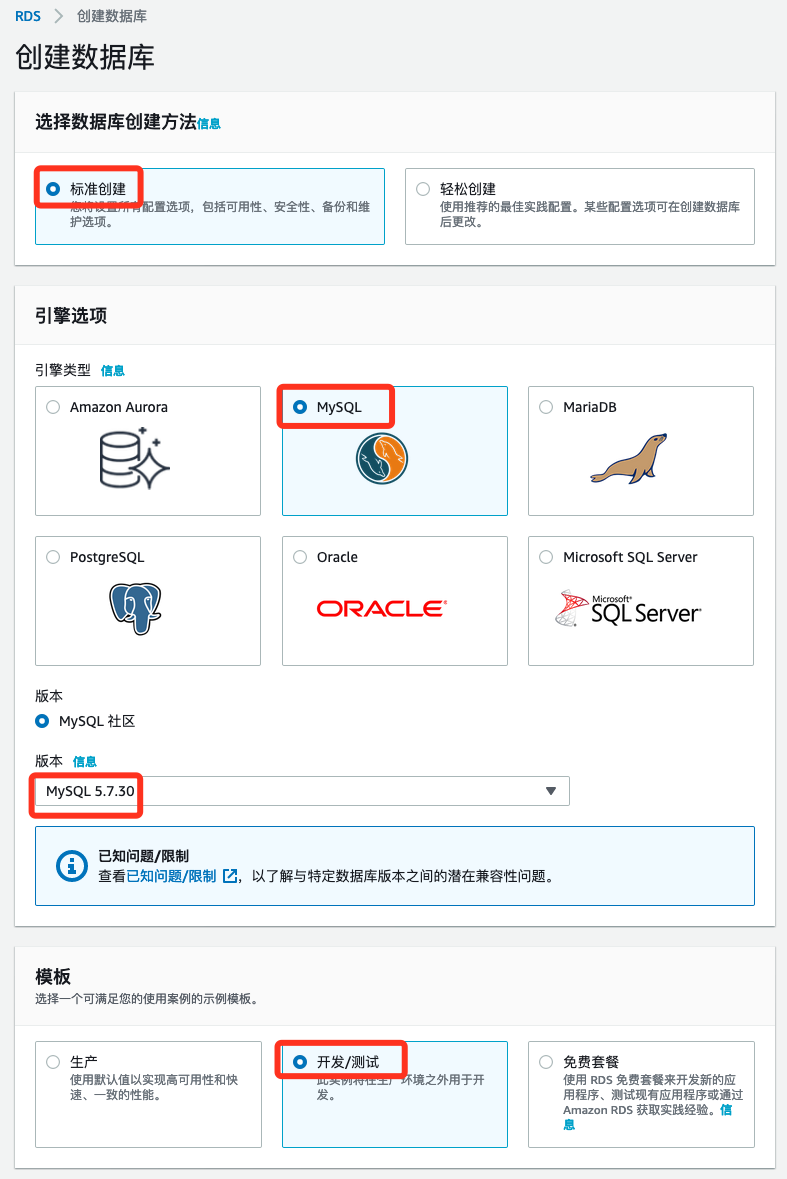 RDS > 创建数据库
创建数据库
选择数据库创建方法信息
标准创建
您将设置所有配置选项，包括可用性、安全性、备份和维
护选项。
轻松创建
使用推荐的最佳实践配置。某些配置选项可在创建数据库
后更改。
引擎选项
引擎类型 信息
Amazon Aurora
MySQL
MariaDB
PostgreSQL
Oracle
ORACLE®
Microsoft SQL Server
Microsoft®
SQL Server®
版本
MySQL 社区
版本 信息
MySQL 5.7.30
已知问题/限制
查看已知问题/限制，以了解与特定数据库版本之间的潜在兼容性问题。
模板
选择一个可满足您的使用案例的示例模板。
生产
使用默认值以实现高可用性和快
速、一致的性能。
开发/测试
此实例将在生产环境之外用于开
发。
免费套餐
使用 RDS 免费套餐来开发新的应
用程序、测试现有应用程序或通过
Amazon RDS 获取实践经验。信
息